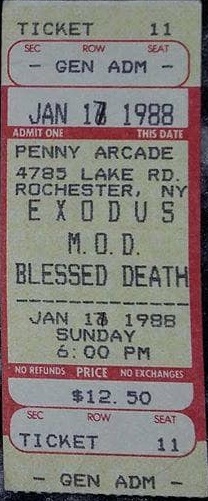 TICKET 11
SEC ROW SEAT
- GEN ADM -
JAN 17 1988
ADMIT ONE THIS DATE
PENNY ARCADE
4785 LAKE RD.
ROCHESTER, NY
E X O D U S
M.O.D.
BLESSED DEATH
--------------------
JAN 17 1988
SUNDAY
6:00 PM
NO REFUNDS PRICE NO EXCHANGES
$12.50
SEC ROW SEAT
TICKET 11
- GEN ADM -